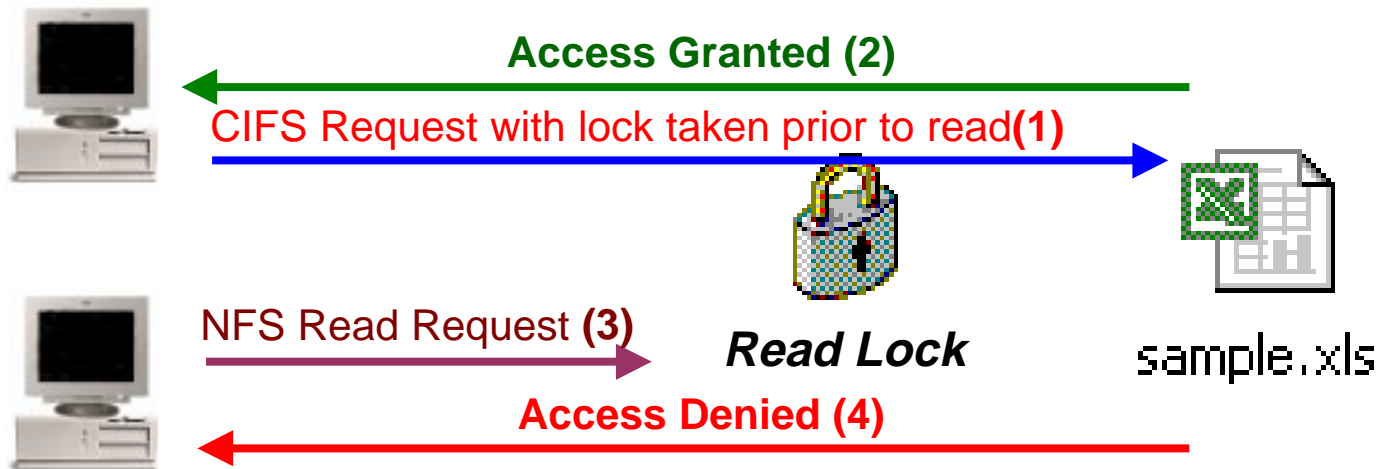 Access Granted (2)
CIFS Request with lock taken prior to read(1)
NFS Read Request (3)
Read Lock
sample.xls
Access Denied (4)